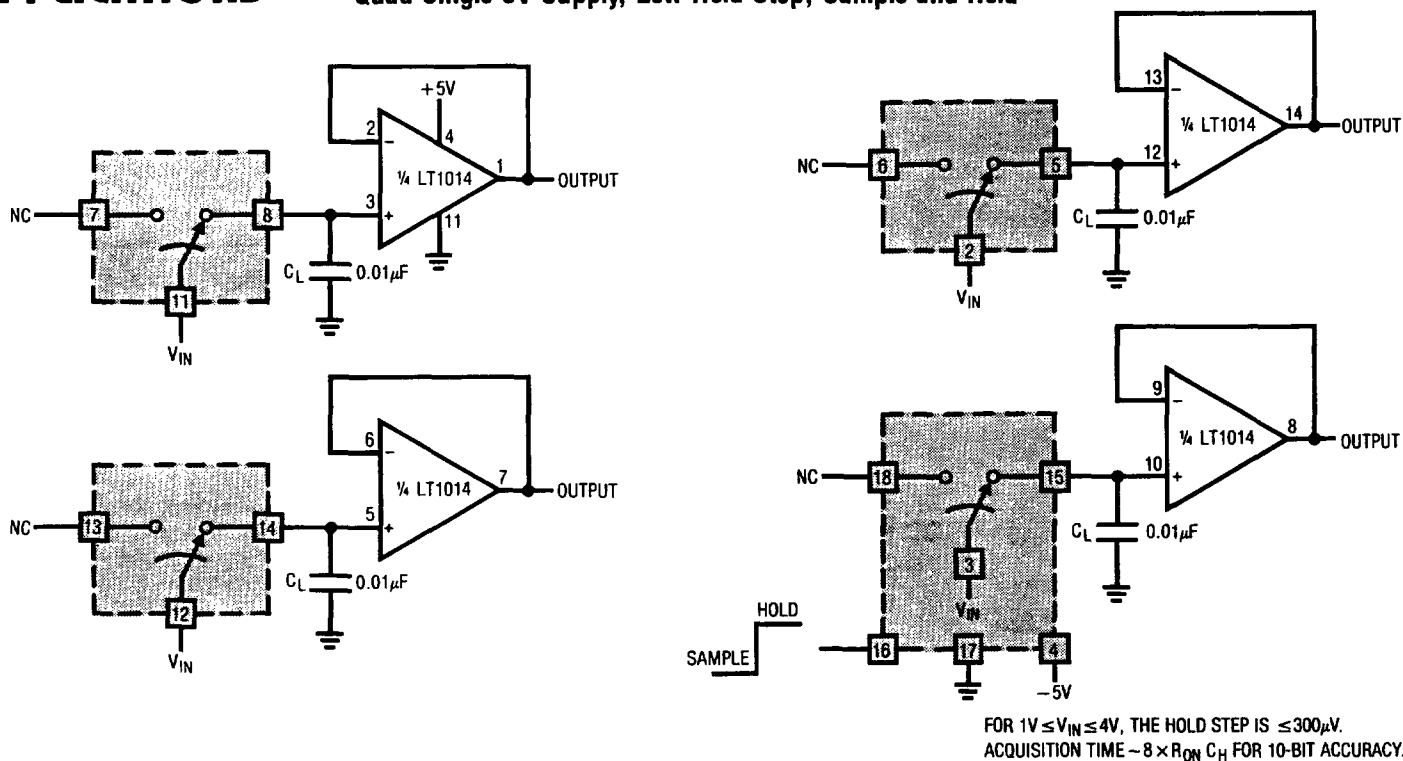 Quad Single 5V Supply, Low Hold Step, Sample and Hold
+5V
2
−
4
¼ LT1014
1
OUTPUT
3
+
11
NC
7
8
C_L
0.01µF
11
V_IN
6
−
¼ LT1014
7
OUTPUT
5
+
NC
13
14
C_L
0.01µF
12
V_IN
13
−
¼ LT1014
14
OUTPUT
12
+
NC
6
5
C_L
0.01µF
2
V_IN
9
−
¼ LT1014
8
OUTPUT
10
+
NC
18
15
C_L
0.01µF
3
V_IN
HOLD
SAMPLE
16
17
4
−5V
FOR 1V ≤ V_IN ≤ 4V, THE HOLD STEP IS ≤300µV.
ACQUISITION TIME ~ 8 × R_ON C_H FOR 10-BIT ACCURACY.